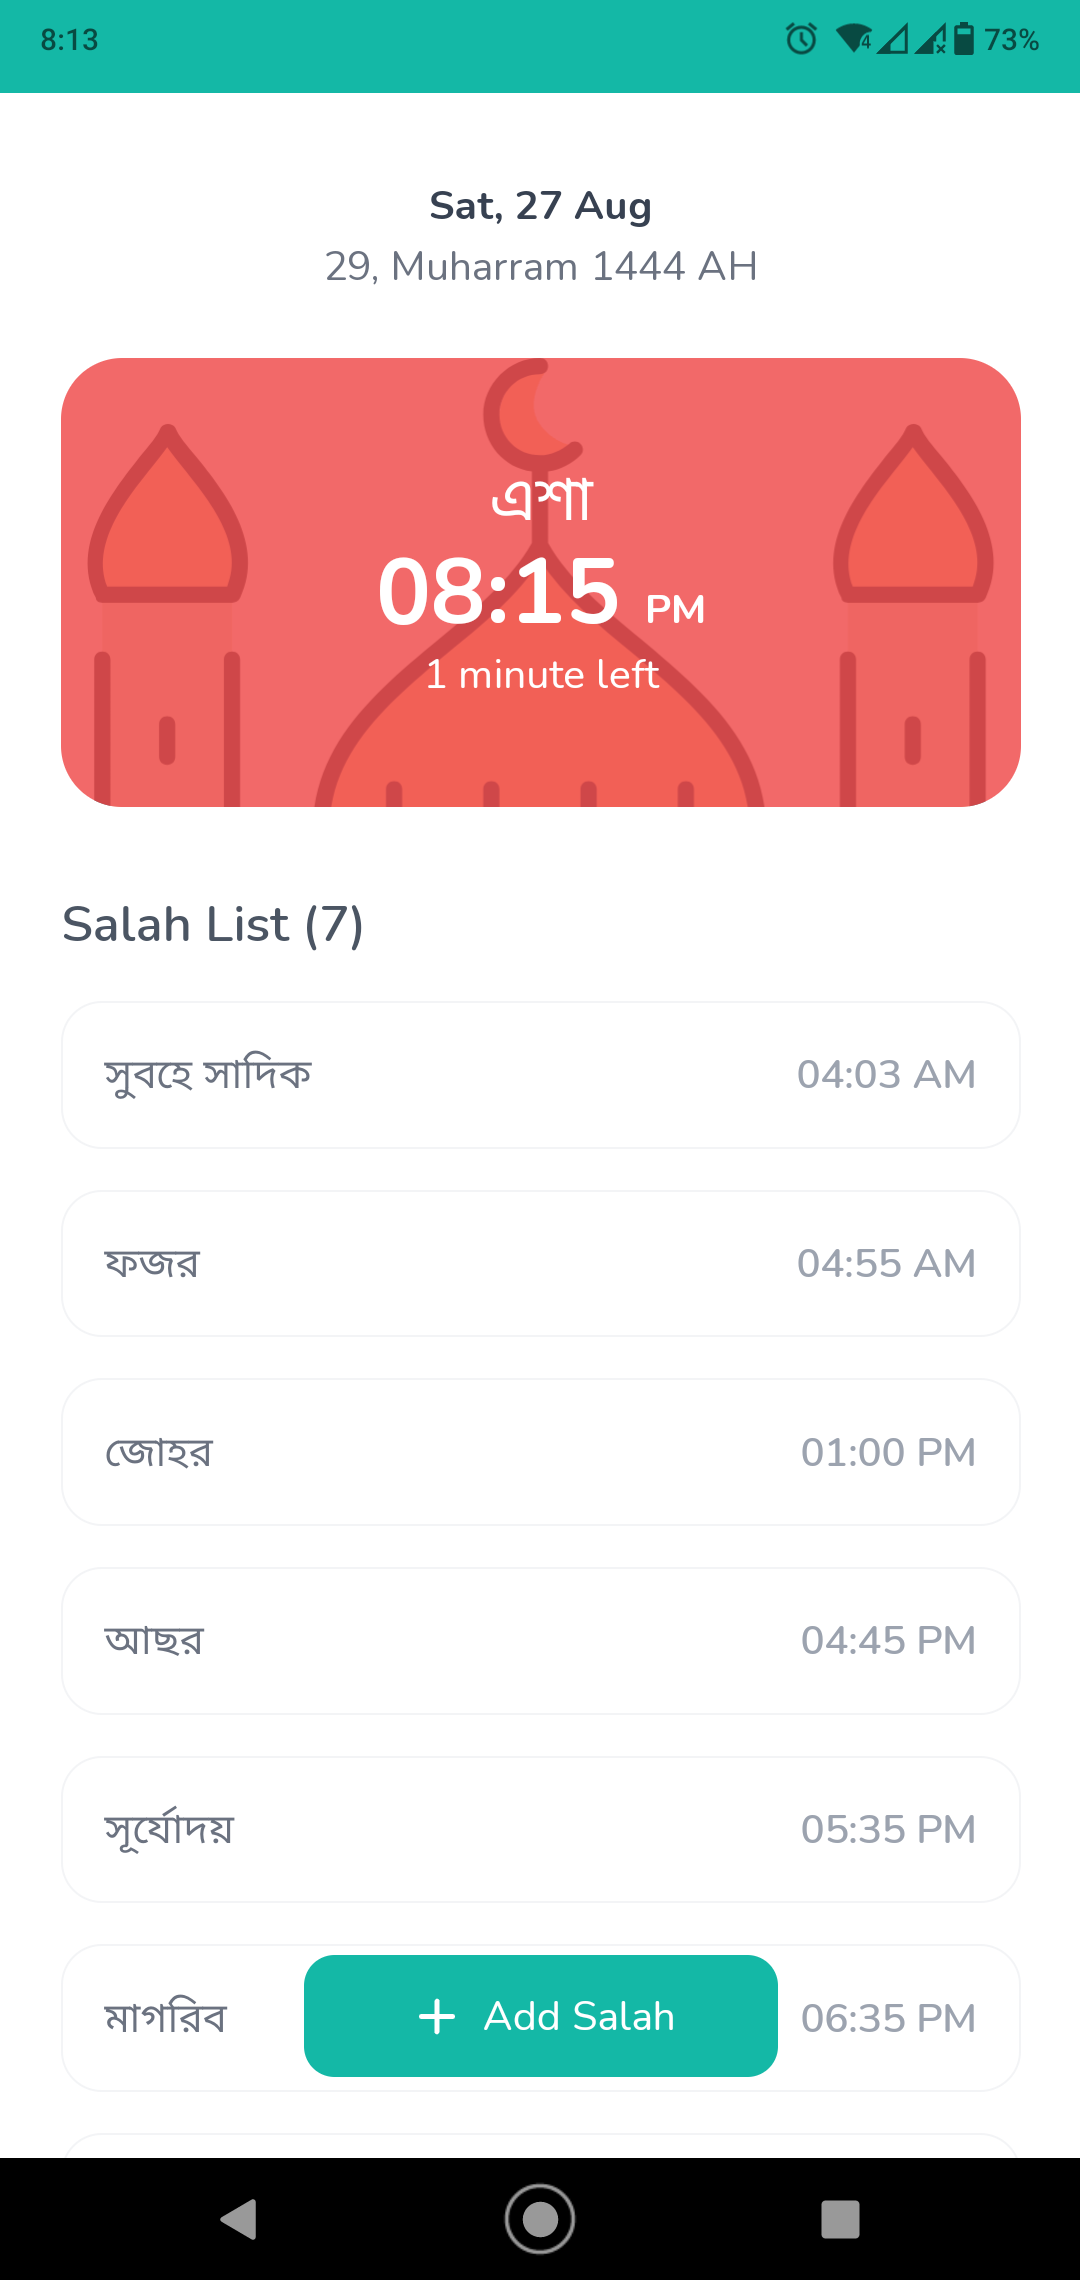 8:13
4
73%
Sat, 27 Aug
29, Muharram 1444 AH
এশা
08:15 PM
1 minute left
Salah List (7)
সুবহে সাদিক 04:03 AM
ফজর 04:55 AM
জোহর 01:00 PM
আছর 04:45 PM
সূর্যোদয় 05:35 PM
মাগরিব 06:35 PM
+ Add Salah